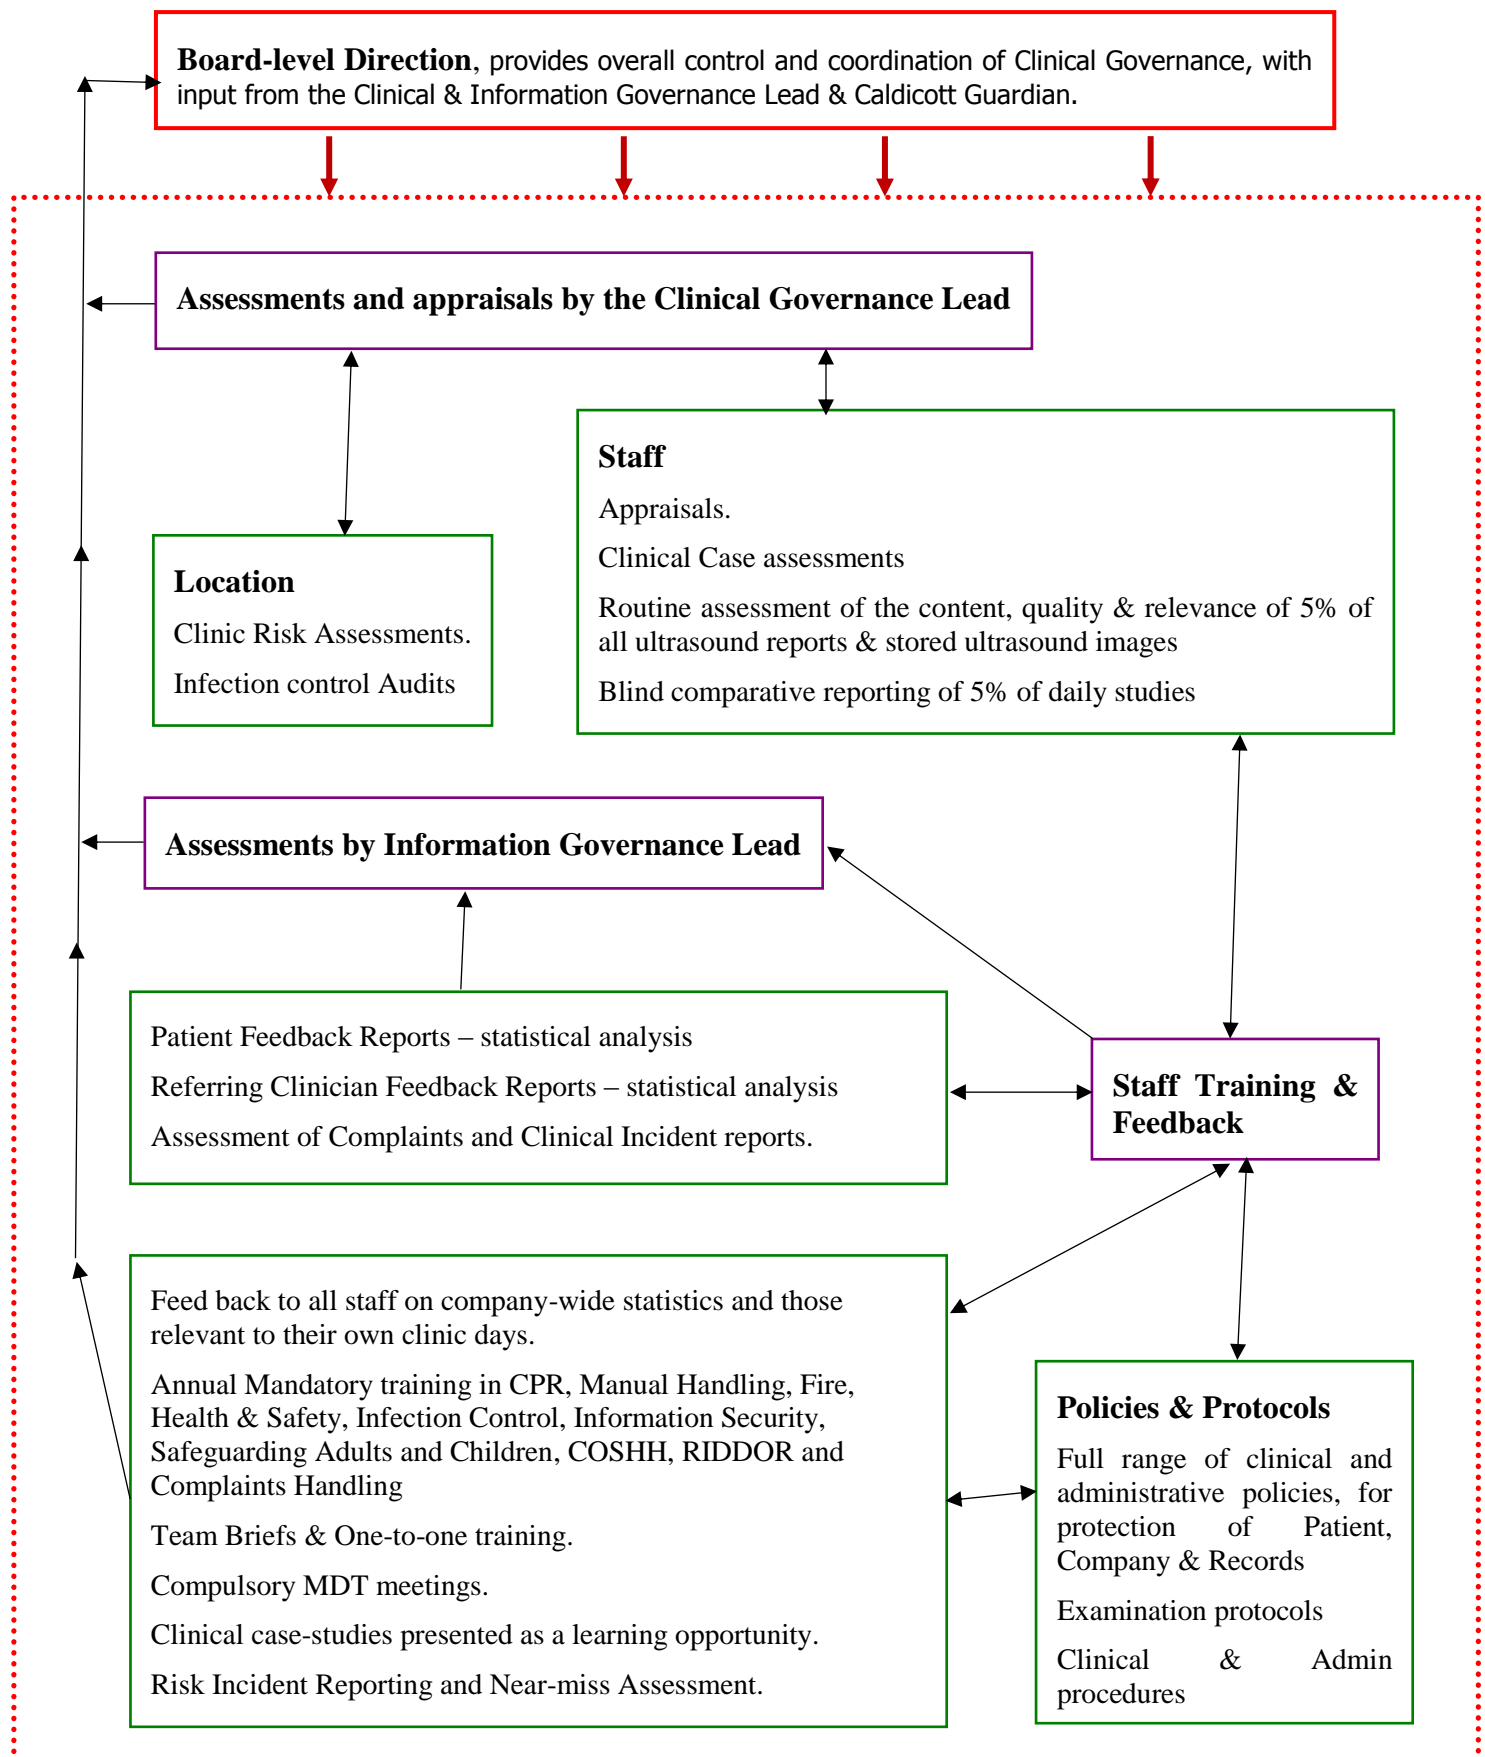 Board-level Direction, provides overall control and coordination of Clinical Governance, with
input from the Clinical & Information Governance Lead & Caldicott Guardian.
Assessments and appraisals by the Clinical Governance Lead
Staff
Appraisals.
Clinical Case assessments
Routine assessment of the content, quality & relevance of 5% of
all ultrasound reports & stored ultrasound images
Blind comparative reporting of 5% of daily studies
Location
Clinic Risk Assessments.
Infection control Audits
Assessments by Information Governance Lead
Patient Feedback Reports – statistical analysis
Referring Clinician Feedback Reports – statistical analysis
Assessment of Complaints and Clinical Incident reports.
Staff Training &
Feedback
Feed back to all staff on company-wide statistics and those
relevant to their own clinic days.
Annual Mandatory training in CPR, Manual Handling, Fire,
Health & Safety, Infection Control, Information Security,
Safeguarding Adults and Children, COSHH, RIDDOR and
Complaints Handling
Team Briefs & One-to-one training.
Compulsory MDT meetings.
Clinical case-studies presented as a learning opportunity.
Risk Incident Reporting and Near-miss Assessment.
Policies & Protocols
Full range of clinical and
administrative policies, for
protection of Patient,
Company & Records
Examination protocols
Clinical & Admin
procedures